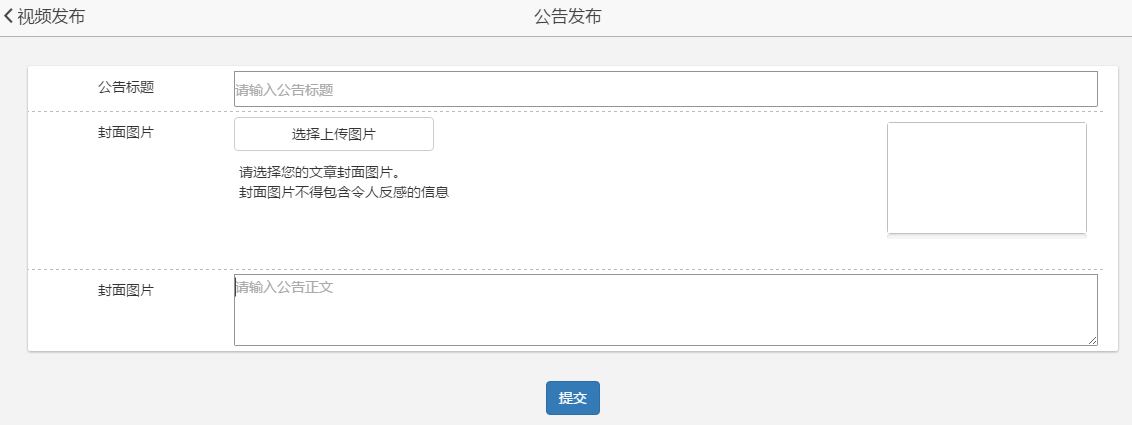 视频发布
公告发布
公告标题
请输入公告标题
封面图片
选择上传图片
请选择您的文章封面图片。
封面图片不得包含令人反感的信息
封面图片
请输入公告正文
提交